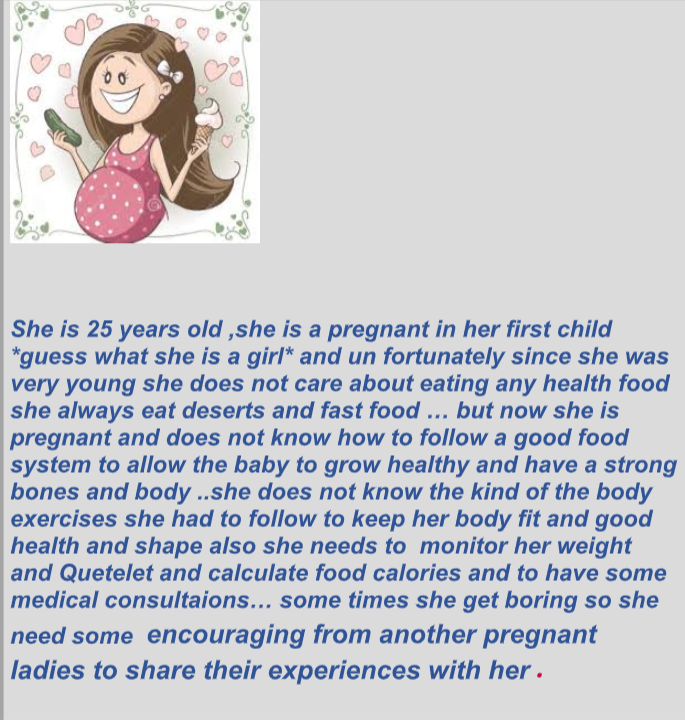 She is 25 years old ,she is a pregnant in her first child
*guess what she is a girl* and un fortunately since she was
very young she does not care about eating any health food
she always eat deserts and fast food ... but now she is
pregnant and does not know how to follow a good food
system to allow the baby to grow healthy and have a strong
bones and body ..she does not know the kind of the body
exercises she had to follow to keep her body fit and good
health and shape also she needs to monitor her weight
and Quetelet and calculate food calories and to have some
medical consultaions... some times she get boring so she
need some encouraging from another pregnant
ladies to share their experiences with her .